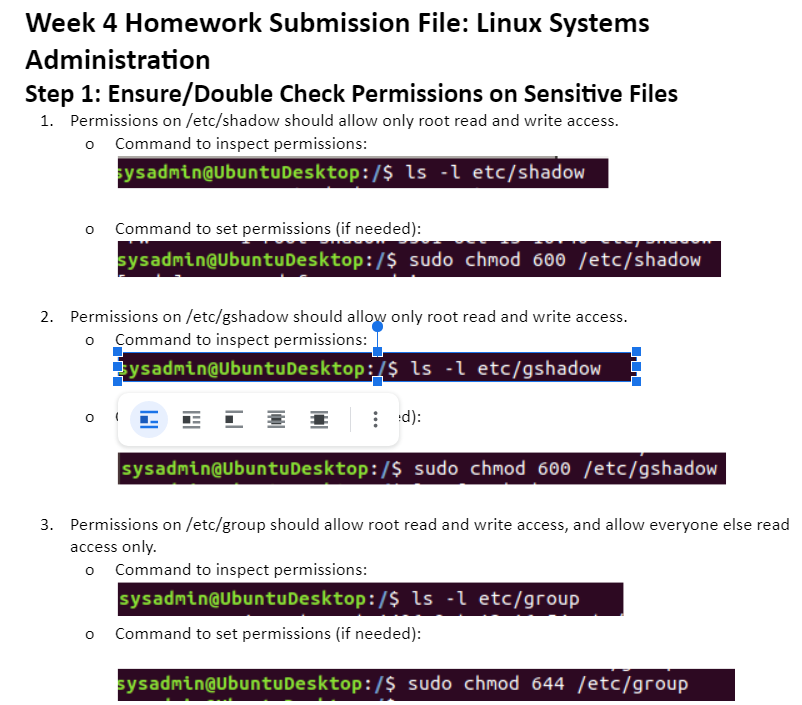 Week 4 Homework Submission File: Linux Systems
Administration
Step 1: Ensure/Double Check Permissions on Sensitive Files
1. Permissions on /etc/shadow should allow only root read and write access.
o Command to inspect permissions:
sysadmin@UbuntuDesktop:/$ ls -l etc/shadow
o Command to set permissions (if needed):
sysadmin@UbuntuDesktop:/$ sudo chmod 600 /etc/shadow
2. Permissions on /etc/gshadow should allow only root read and write access.
o Command to inspect permissions:
sysadmin@UbuntuDesktop:/$ ls -l etc/gshadow
o ed):
sysadmin@UbuntuDesktop:/$ sudo chmod 600 /etc/gshadow
3. Permissions on /etc/group should allow root read and write access, and allow everyone else read
access only.
o Command to inspect permissions:
sysadmin@UbuntuDesktop:/$ ls -l etc/group
o Command to set permissions (if needed):
sysadmin@UbuntuDesktop:/$ sudo chmod 644 /etc/group